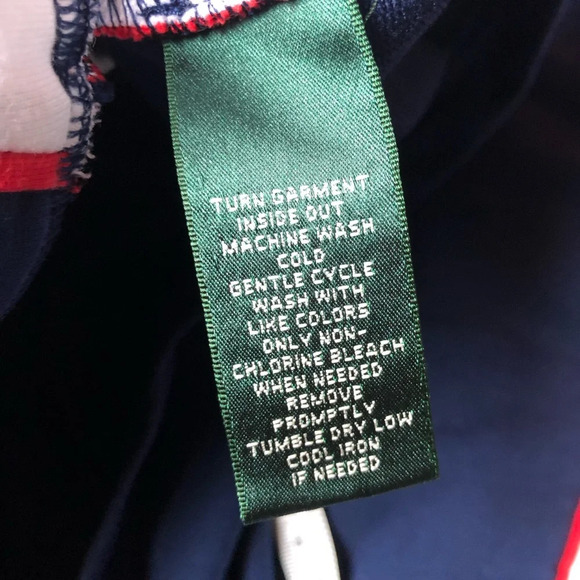 TURN GARMENT
INSIDE OUT
MACHINE WASH
COLD
GENTLE CYCLE
WASH WITH
LIKE COLORS
ONLY NON-
CHLORINE BLEACH
WHEN NEEDED
REMOVE
PROMPTLY
TUMBLE DRY LOW
COOL IRON
IF NEEDED